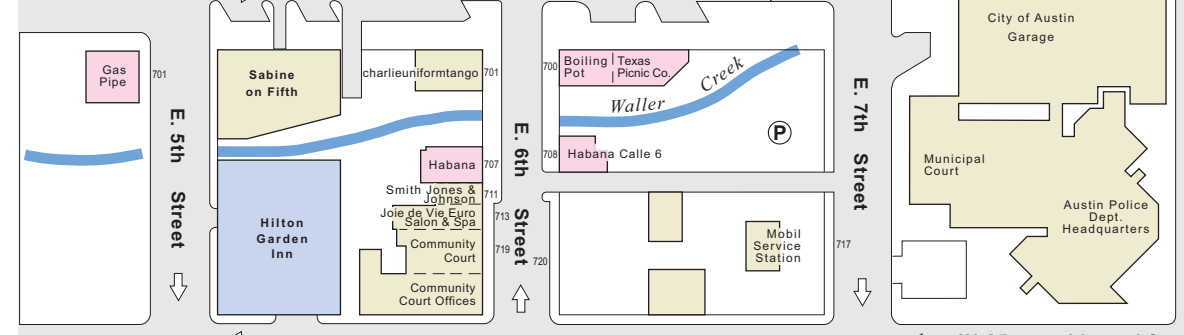 Gas
Pipe
701
E. 5th Street
Sabine
on Fifth
charlieuniformtango
701
Habana
707
Smith Jones &
Johnson
711
Joie de Vie Euro
Salon & Spa
713
Community
Court
719
Community
Court Offices
Hilton
Garden
Inn
E. 6th Street
700
Boiling
Pot
Texas
Picnic Co.
Waller Creek
P
708
Habana Calle 6
720
Mobil
Service
Station
717
E. 7th Street
City of Austin
Garage
Municipal
Court
Austin Police
Dept.
Headquarters